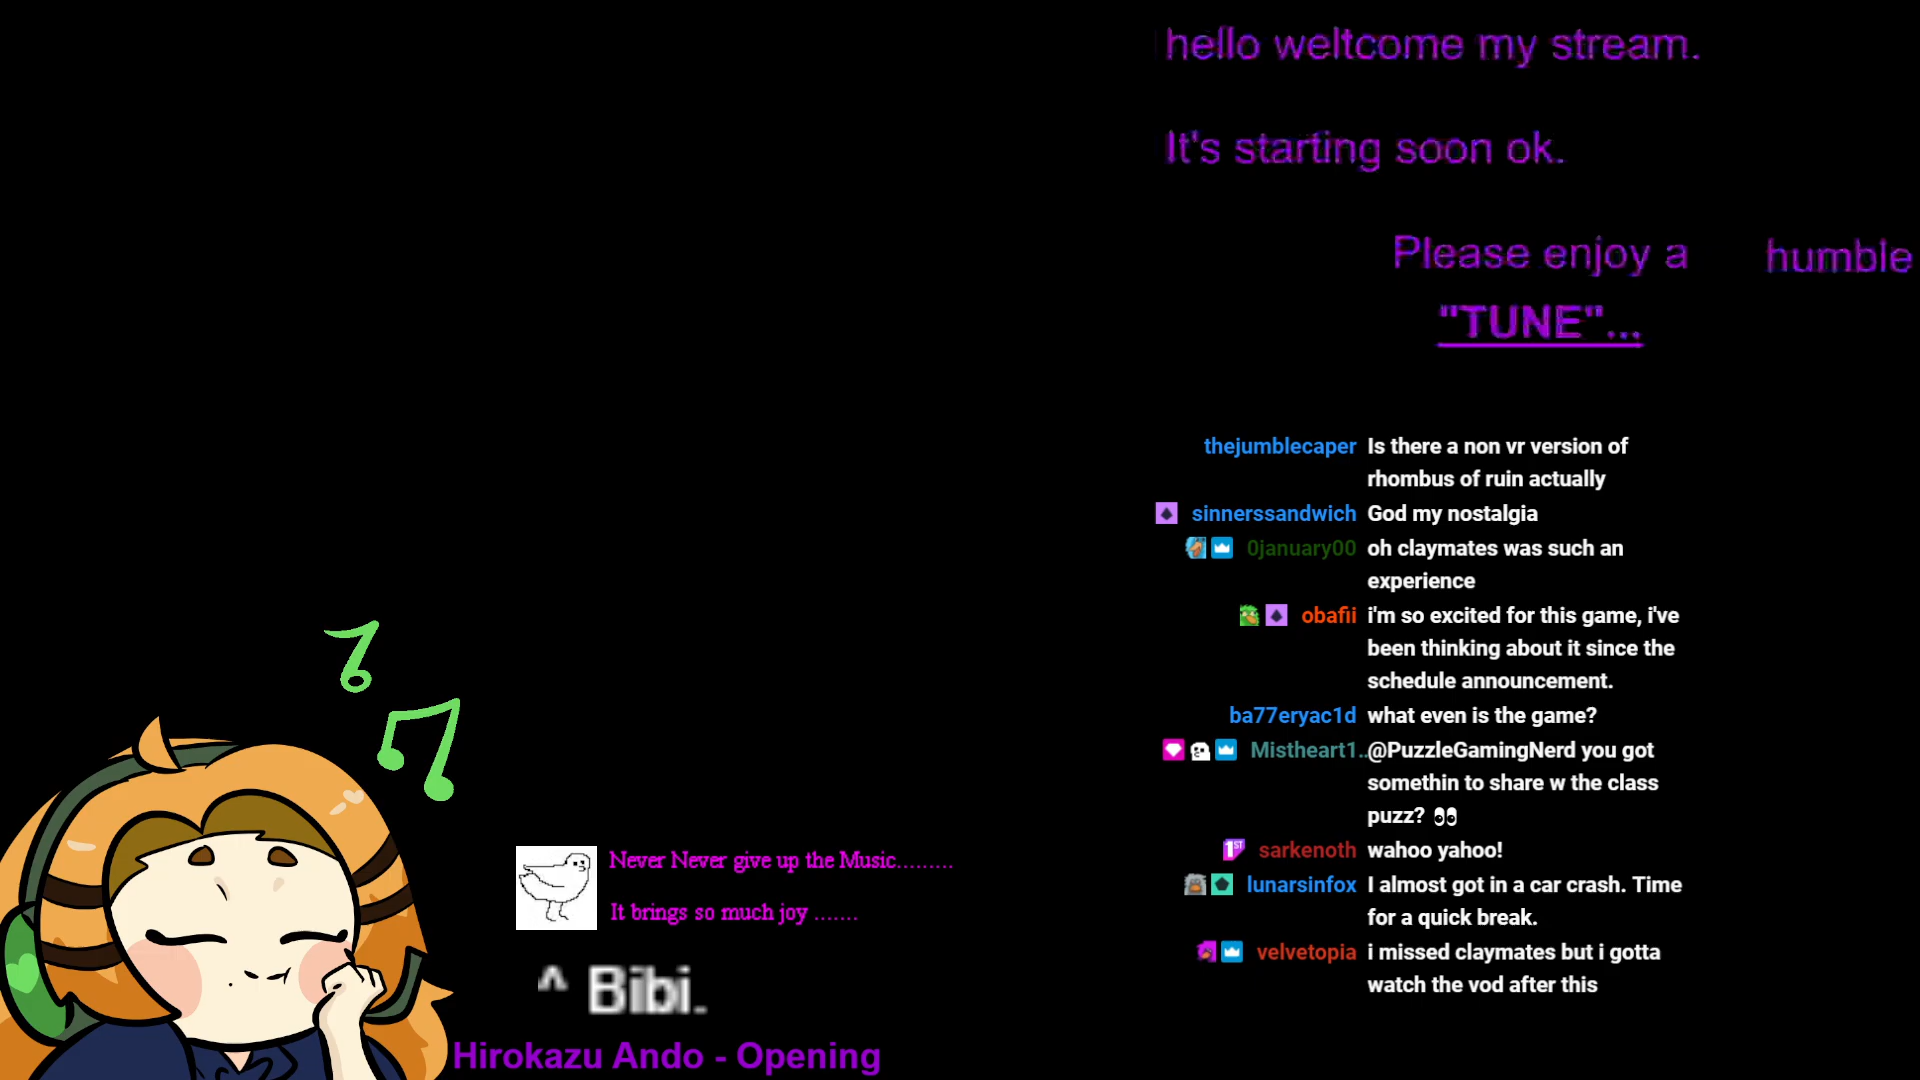 hello weltcome my stream.
It's starting soon ok.
Please enjoy a humble
"TUNE"...
thejumblecaper Is there a non vr version of
rhombus of ruin actually
sinnerssandwich God my nostalgia
0january00 oh claymates was such an
experience
obafii i'm so excited for this game, i've
been thinking about it since the
schedule announcement.
ba77eryac1d what even is the game?
Mistheart1.. @PuzzleGamingNerd you got
somethin to share w the class
puzz? 👀
1ST sarkenoth wahoo yahoo!
lunarsinfox I almost got in a car crash. Time
for a quick break.
velvetopia i missed claymates but i gotta
watch the vod after this
Never Never give up the Music.........
It brings so much joy .......
^ Bibi.
Hirokazu Ando - Opening